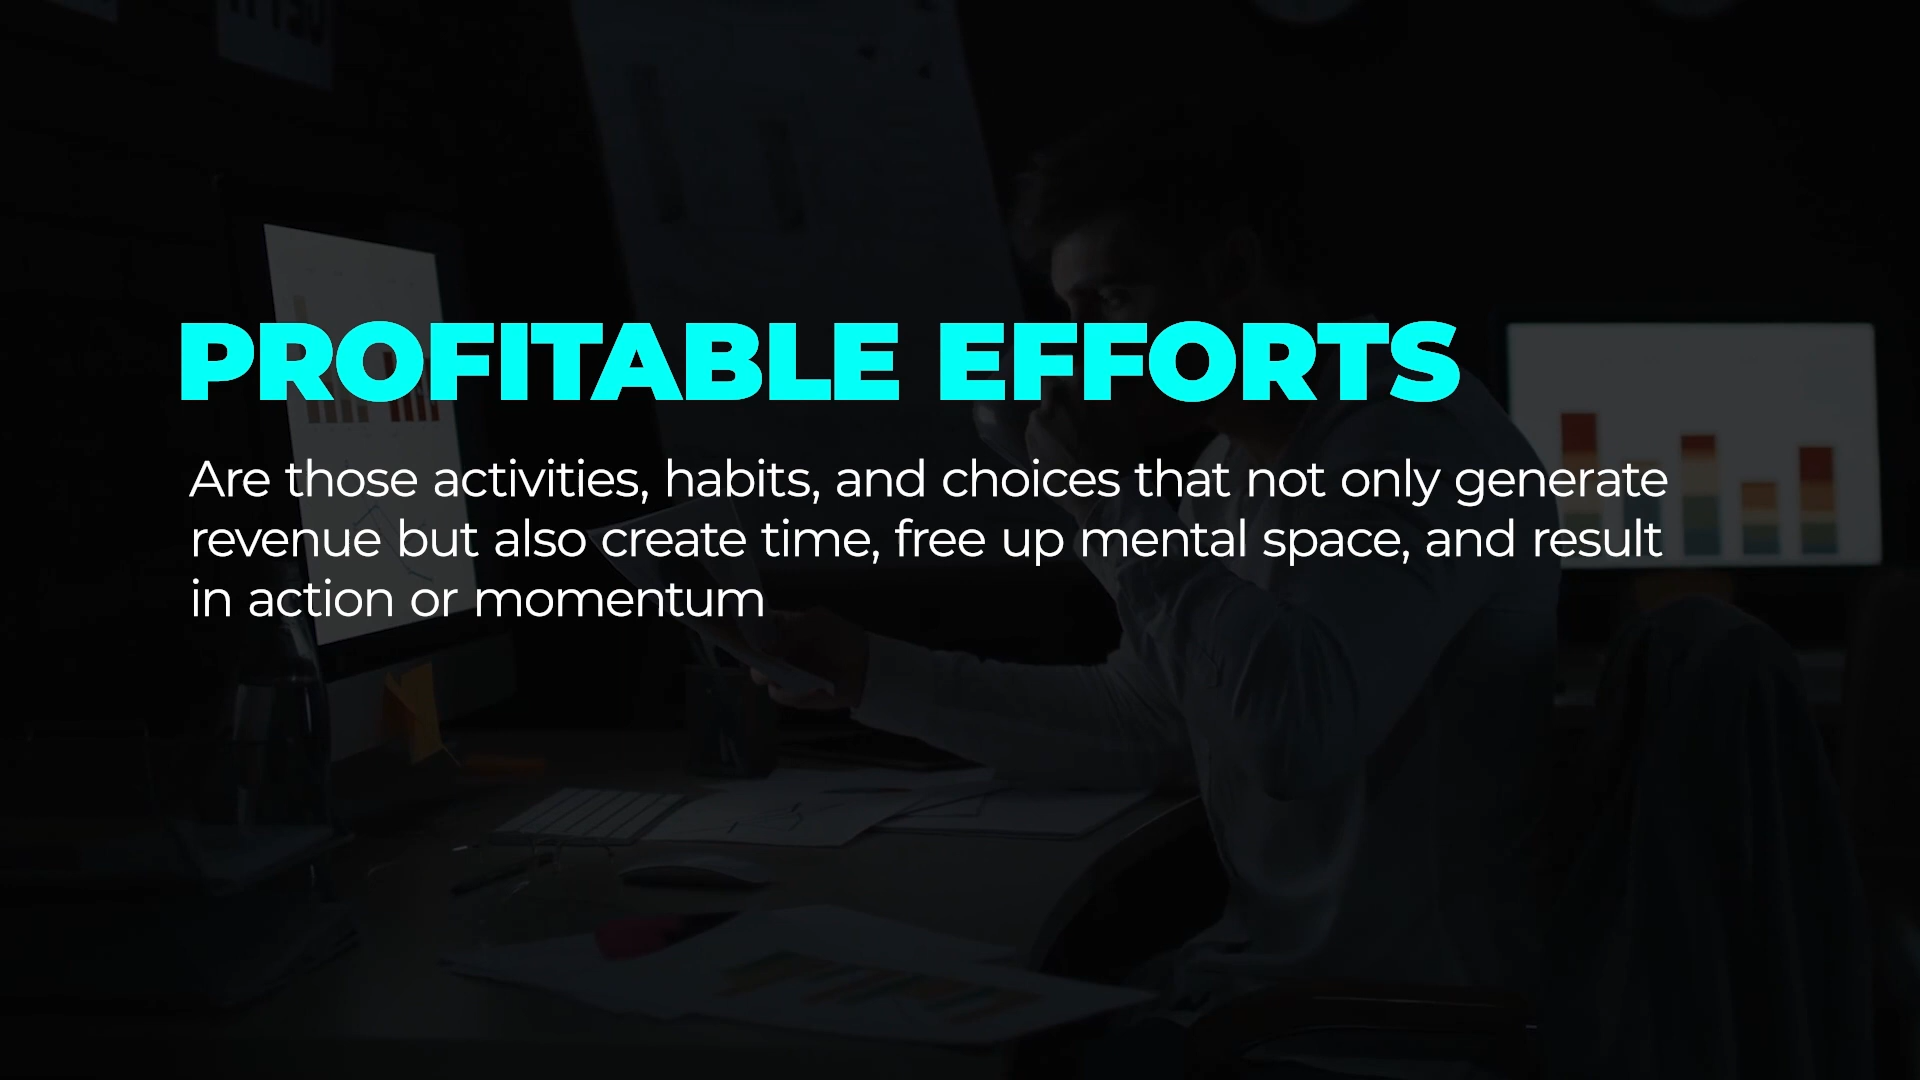 PROFITABLE EFFORTS
Are those activities, habits, and choices that not only generate
revenue but also create time, free up mental space, and result
in action or momentum